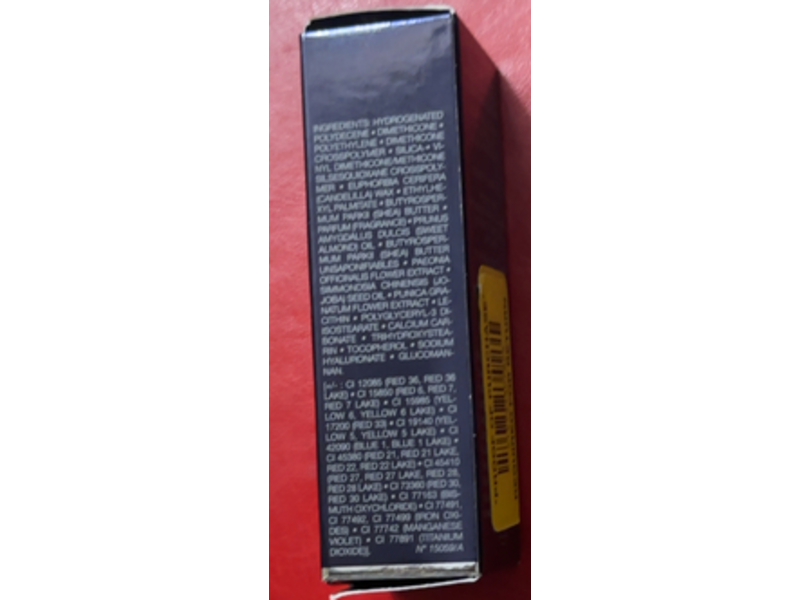 INGREDIENTS: HYDROGENATED
POLYDECENE • DIMETHICONE •
POLYETHYLENE • DIMETHICONE
CROSSPOLYMER • SILICA • VI-
NYL DIMETHICONE/METHICONE
SILSESQUIOXANE CROSSPOLY-
MER • EUPHORBIA CERIFERA
(CANDELILLA) WAX • ETHYLHE-
XYL PALMITATE • BUTYROSPER-
MUM PARKII (SHEA) BUTTER •
PARFUM (FRAGRANCE) • PRUNUS
AMYGDALUS DULCIS (SWEET
ALMOND) OIL • BUTYROSPER-
MUM PARKII (SHEA) BUTTER
UNSAPONIFIABLES • PAEONIA
OFFICINALIS FLOWER EXTRACT •
SIMMONDSIA CHINENSIS (JO-
JOBA) SEED OIL • PUNICA GRA-
NATUM FLOWER EXTRACT • LE-
CITHIN • POLYGLYCERYL-3 DI-
ISOSTEARATE • CALCIUM CAR-
BONATE • TRIHYDROXYSTEA-
RIN • TOCOPHEROL • SODIUM
HYALURONATE • GLUCOMAN-
NAN.
[+/- : CI 12085 (RED 36, RED 36
LAKE) • CI 15850 (RED 6, RED 7,
RED 7 LAKE) • CI 15985 (YEL-
LOW 6, YELLOW 6 LAKE) • CI
17200 (RED 33) • CI 19140 (YEL-
LOW 5, YELLOW 5 LAKE) • CI
42090 (BLUE 1, BLUE 1 LAKE) •
CI 45380 (RED 21, RED 21 LAKE,
RED 22, RED 22 LAKE) • CI 45410
(RED 27, RED 27 LAKE, RED 28,
RED 28 LAKE) • CI 73360 (RED 30,
RED 30 LAKE) • CI 77163 (BIS-
MUTH OXYCHLORIDE) • CI 77491,
CI 77492, CI 77499 (IRON OXI-
DES) • CI 77742 (MANGANESE
VIOLET) • CI 77891 (TITANIUM
DIOXIDE)]. N° 15059/A